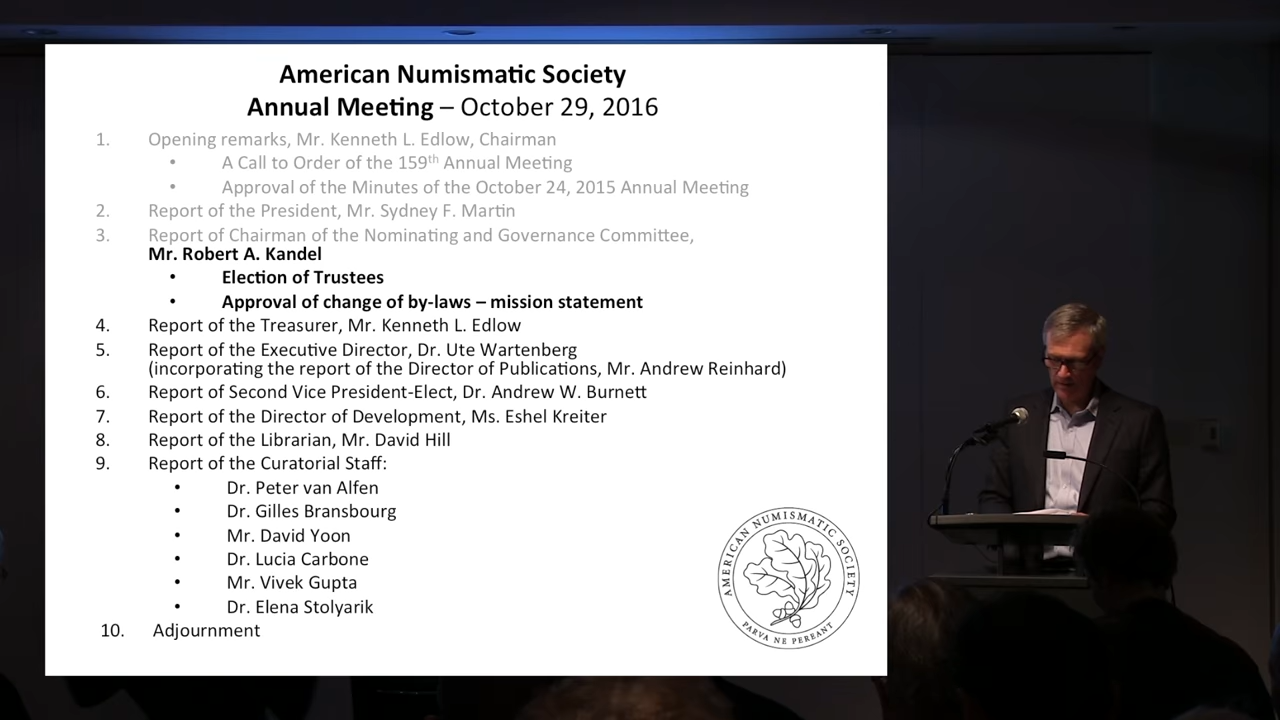 American Numismatic Society
Annual Meeting – October 29, 2016
1. Opening remarks, Mr. Kenneth L. Edlow, Chairman
• A Call to Order of the 159th Annual Meeting
• Approval of the Minutes of the October 24, 2015 Annual Meeting
2. Report of the President, Mr. Sydney F. Martin
3. Report of Chairman of the Nominating and Governance Committee,
Mr. Robert A. Kandel
• Election of Trustees
• Approval of change of by-laws – mission statement
4. Report of the Treasurer, Mr. Kenneth L. Edlow
5. Report of the Executive Director, Dr. Ute Wartenberg
(incorporating the report of the Director of Publications, Mr. Andrew Reinhard)
6. Report of Second Vice President-Elect, Dr. Andrew W. Burnett
7. Report of the Director of Development, Ms. Eshel Kreiter
8. Report of the Librarian, Mr. David Hill
9. Report of the Curatorial Staff:
• Dr. Peter van Alfen
• Dr. Gilles Bransbourg
• Mr. David Yoon
• Dr. Lucia Carbone
• Mr. Vivek Gupta
• Dr. Elena Stolyarik
10. Adjournment
AMERICAN NUMISMATIC SOCIETY
PARVA NE PEREANT